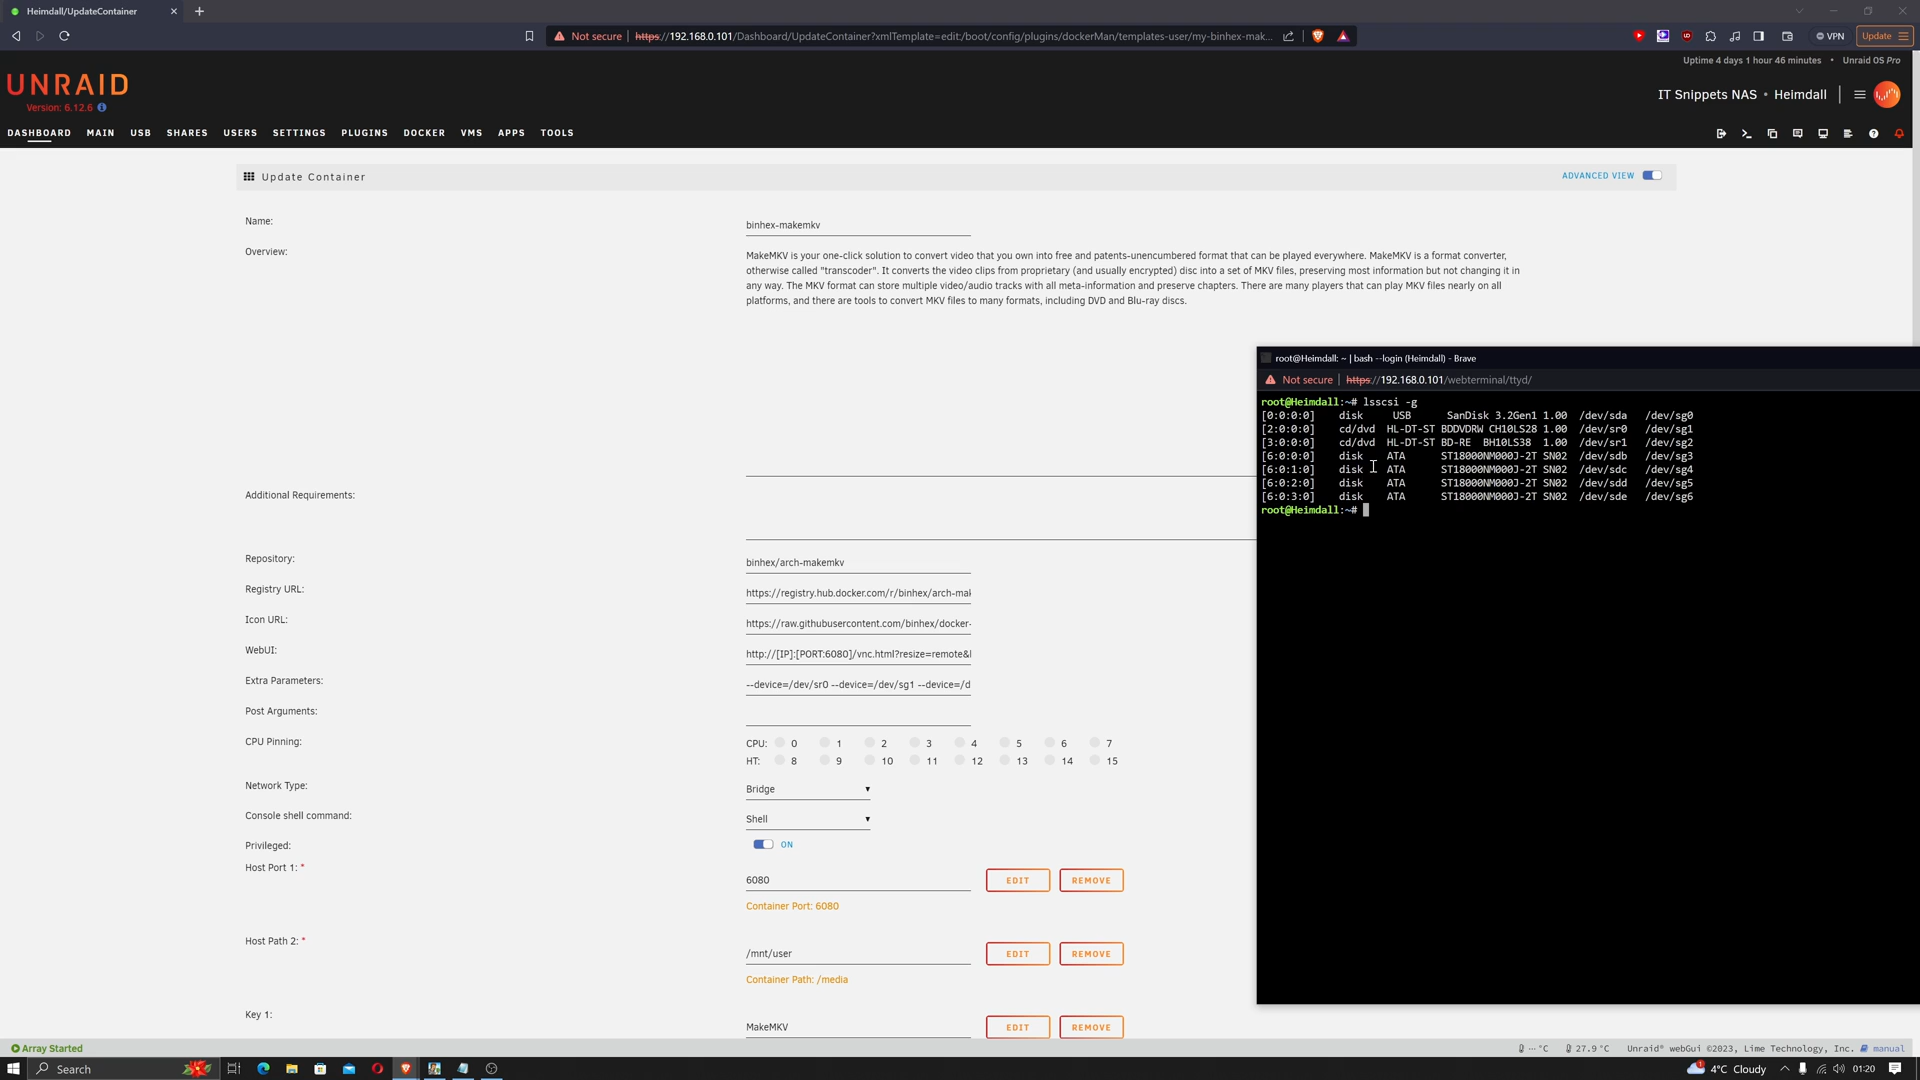 Heimdall/UpdateContainer
Not secure https://192.168.0.101/Dashboard/UpdateContainer?xmlTemplate=edit:/boot/config/plugins/dockerMan/templates-user/my-binhex-mak...
VPN
Update
Uptime 4 days 1 hour 46 minutes • Unraid OS Pro
UNRAID
Version: 6.12.6
IT Snippets NAS • Heimdall
DASHBOARD MAIN USB SHARES USERS SETTINGS PLUGINS DOCKER VMS APPS TOOLS
Update Container
ADVANCED VIEW
Name:
binhex-makemkv
Overview:
MakeMKV is your one-click solution to convert video that you own into free and patents-unencumbered format that can be played everywhere. MakeMKV is a format converter,
otherwise called "transcoder". It converts the video clips from proprietary (and usually encrypted) disc into a set of MKV files, preserving most information but not changing it in
any way. The MKV format can store multiple video/audio tracks with all meta-information and preserve chapters. There are many players that can play MKV files nearly on all
platforms, and there are tools to convert MKV files to many formats, including DVD and Blu-ray discs.
root@Heimdall: ~ | bash --login (Heimdall) - Brave
Not secure https://192.168.0.101/webterminal/ttyd/
root@Heimdall:~# lsscsi -g
[0:0:0:0] disk USB SanDisk 3.2Gen1 1.00 /dev/sda /dev/sg0
[2:0:0:0] cd/dvd HL-DT-ST BDDVDRW CH10LS28 1.00 /dev/sr0 /dev/sg1
[3:0:0:0] cd/dvd HL-DT-ST BD-RE BH10LS38 1.00 /dev/sr1 /dev/sg2
[6:0:0:0] disk ATA ST18000NM000J-2T SN02 /dev/sdb /dev/sg3
[6:0:1:0] disk ATA ST18000NM000J-2T SN02 /dev/sdc /dev/sg4
[6:0:2:0] disk ATA ST18000NM000J-2T SN02 /dev/sdd /dev/sg5
[6:0:3:0] disk ATA ST18000NM000J-2T SN02 /dev/sde /dev/sg6
root@Heimdall:~#
Additional Requirements:
Repository:
binhex/arch-makemkv
Registry URL:
https://registry.hub.docker.com/r/binhex/arch-mak
Icon URL:
https://raw.githubusercontent.com/binhex/docker-
WebUI:
http://[IP]:[PORT:6080]/vnc.html?resize=remote&l
Extra Parameters:
--device=/dev/sr0 --device=/dev/sg1 --device=/d
Post Arguments:
CPU Pinning:
CPU: 0 1 2 3 4 5 6 7
HT: 8 9 10 11 12 13 14 15
Network Type:
Bridge
Console shell command:
Shell
Privileged:
ON
Host Port 1: *
6080
EDIT REMOVE
Container Port: 6080
Host Path 2: *
/mnt/user
EDIT REMOVE
Container Path: /media
Key 1:
MakeMKV
EDIT REMOVE
Array Started
··· °C 27.9 °C Unraid® webGui ©2023, Lime Technology, Inc. manual
Search
1
4°C Cloudy
01:20